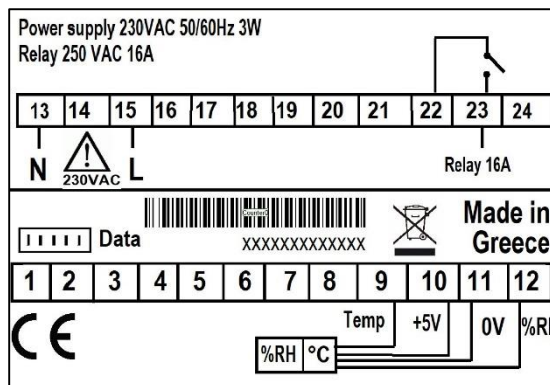 Power supply 230VAC 50/60Hz 3W
Relay 250 VAC 16A
13 14 15 16 17 18 19 20 21 22 23 24
N L
230VAC
Relay 16A
Counter0
Data
XXXXXXXXXXXXX
Made in
Greece
1 2 3 4 5 6 7 8 9 10 11 12
CE
Temp +5V 0V %RH
%RH °C